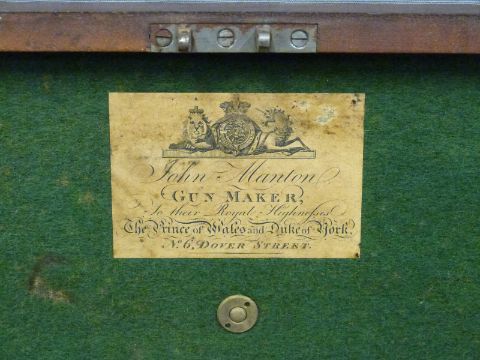 John Manton
GUN MAKER,
To their Royal Highnesses
The Prince of Wales and Duke of York,
No. 6, DOVER STREET.